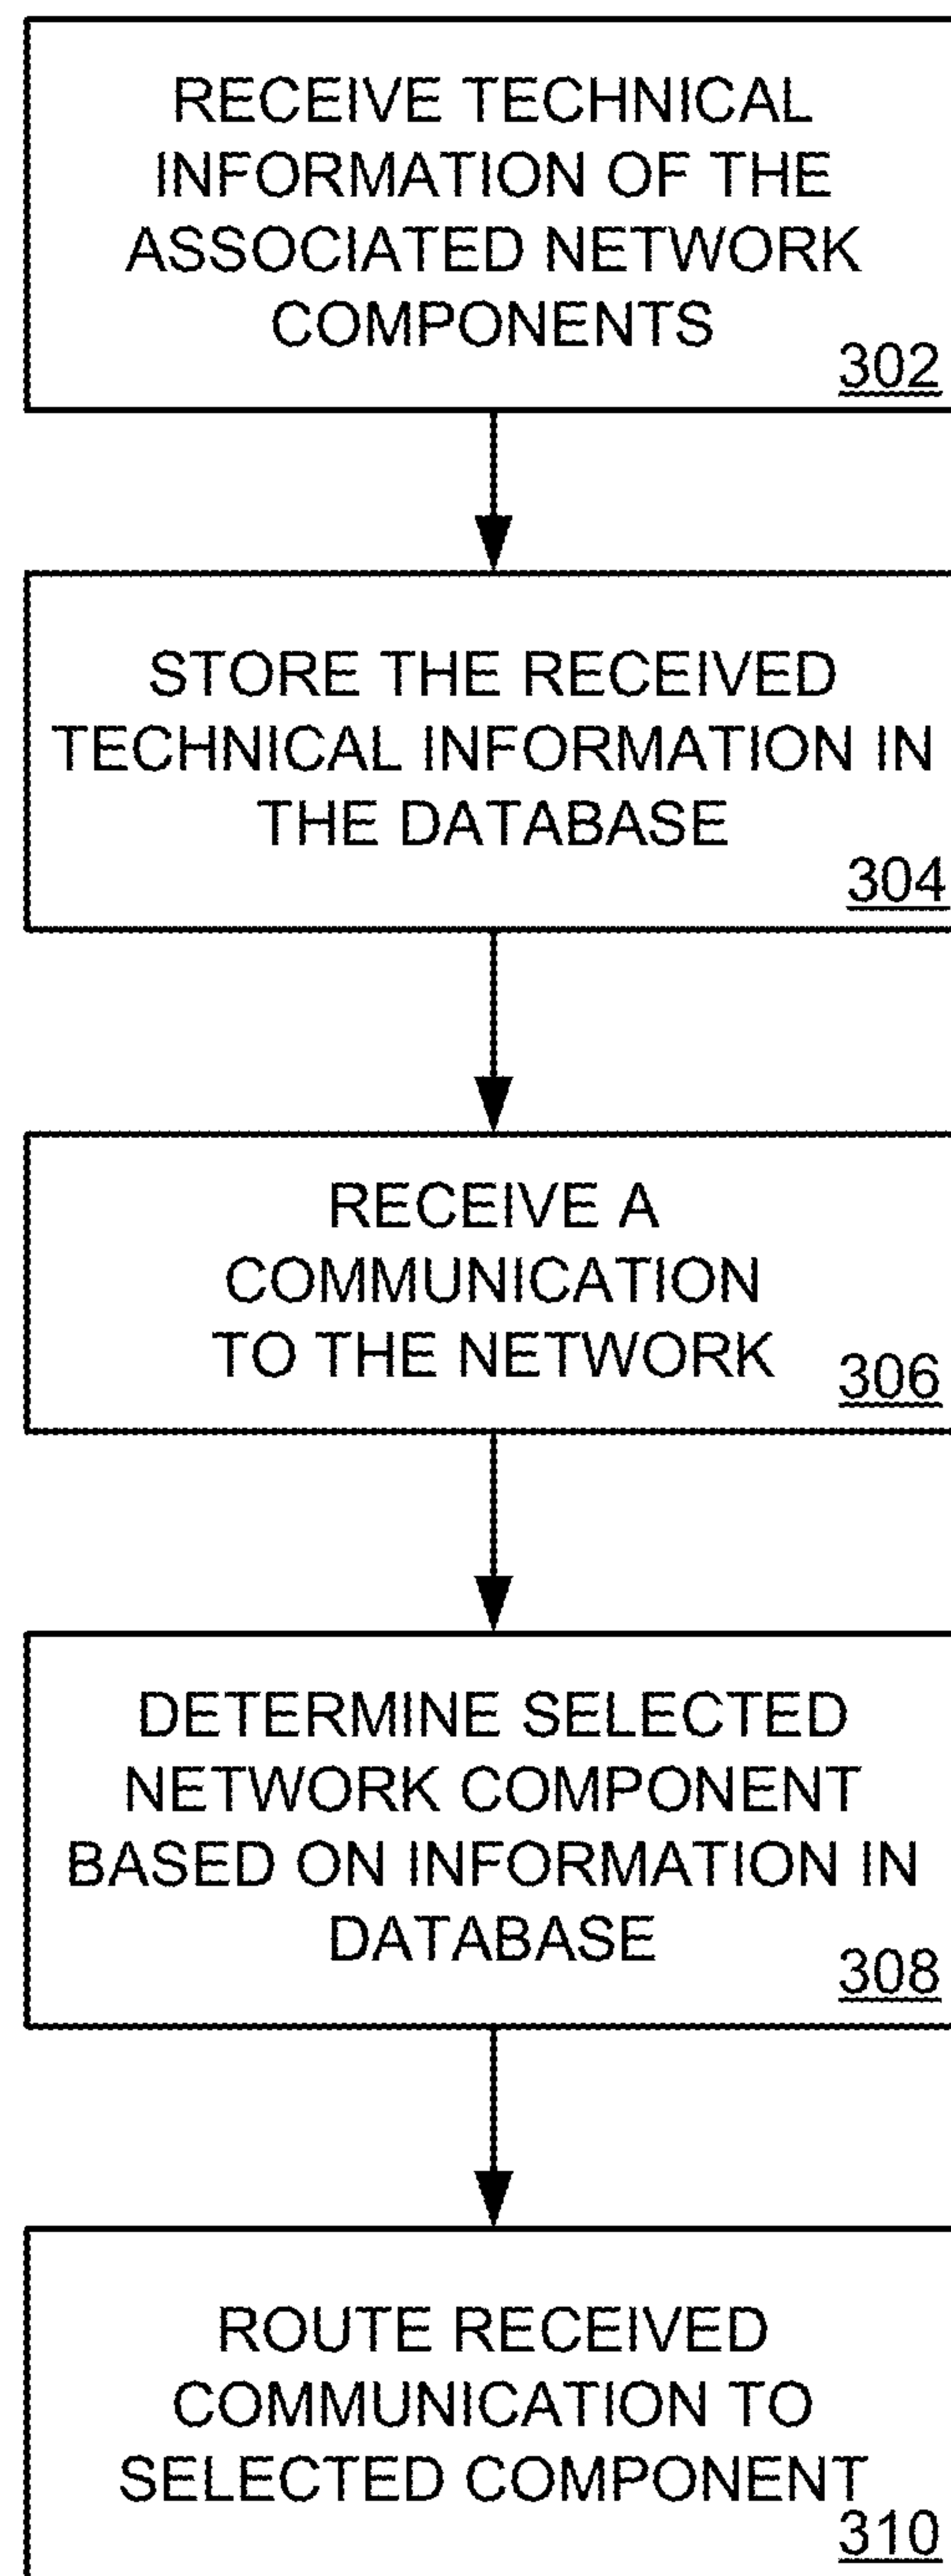 RECEIVE TECHNICAL
INFORMATION OF THE
ASSOCIATED NETWORK
COMPONENTS
302
STORE THE RECEIVED
TECHNICAL INFORMATION IN
THE DATABASE
304
RECEIVE A
COMMUNICATION
TO THE NETWORK
306
DETERMINE SELECTED
NETWORK COMPONENT
BASED ON INFORMATION IN
DATABASE
308
ROUTE RECEIVED
COMMUNICATION TO
SELECTED COMPONENT
310